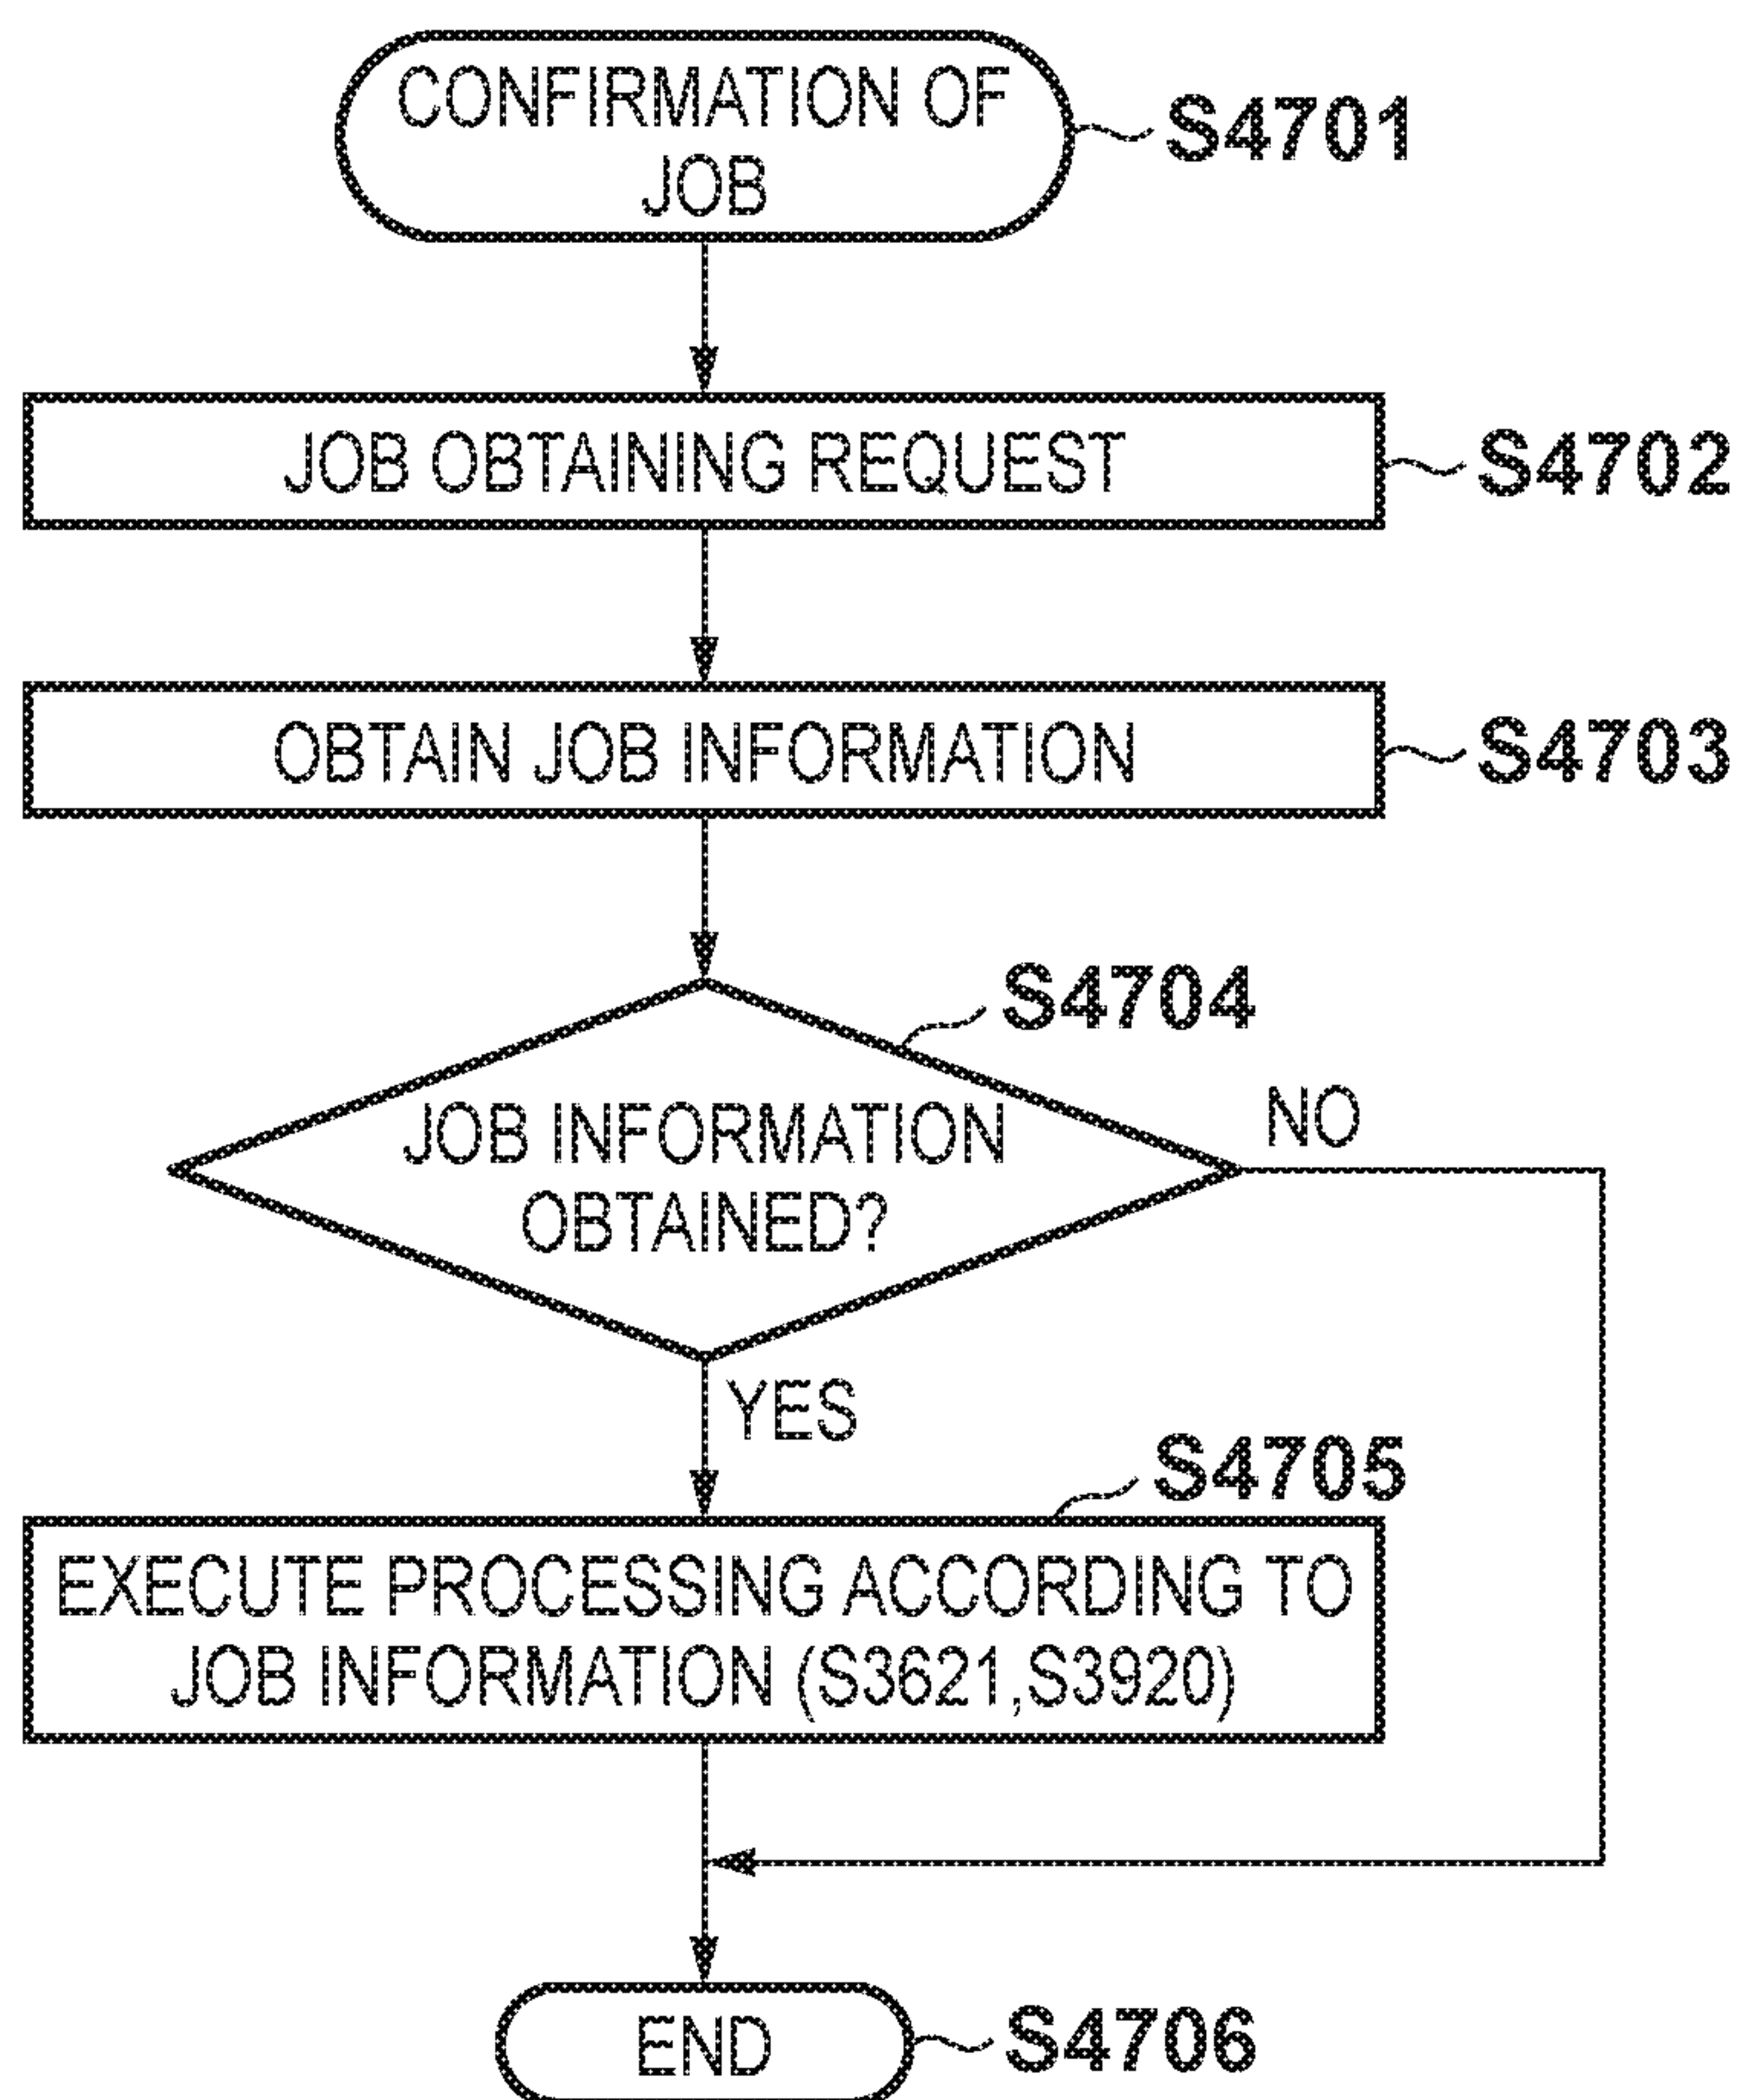 CONFIRMATION OF
JOB
S4701
JOB OBTAINING REQUEST
S4702
OBTAIN JOB INFORMATION
S4703
S4704
JOB INFORMATION
OBTAINED?
NO
YES
S4705
EXECUTE PROCESSING ACCORDING TO
JOB INFORMATION (S3621,S3920)
END
S4706